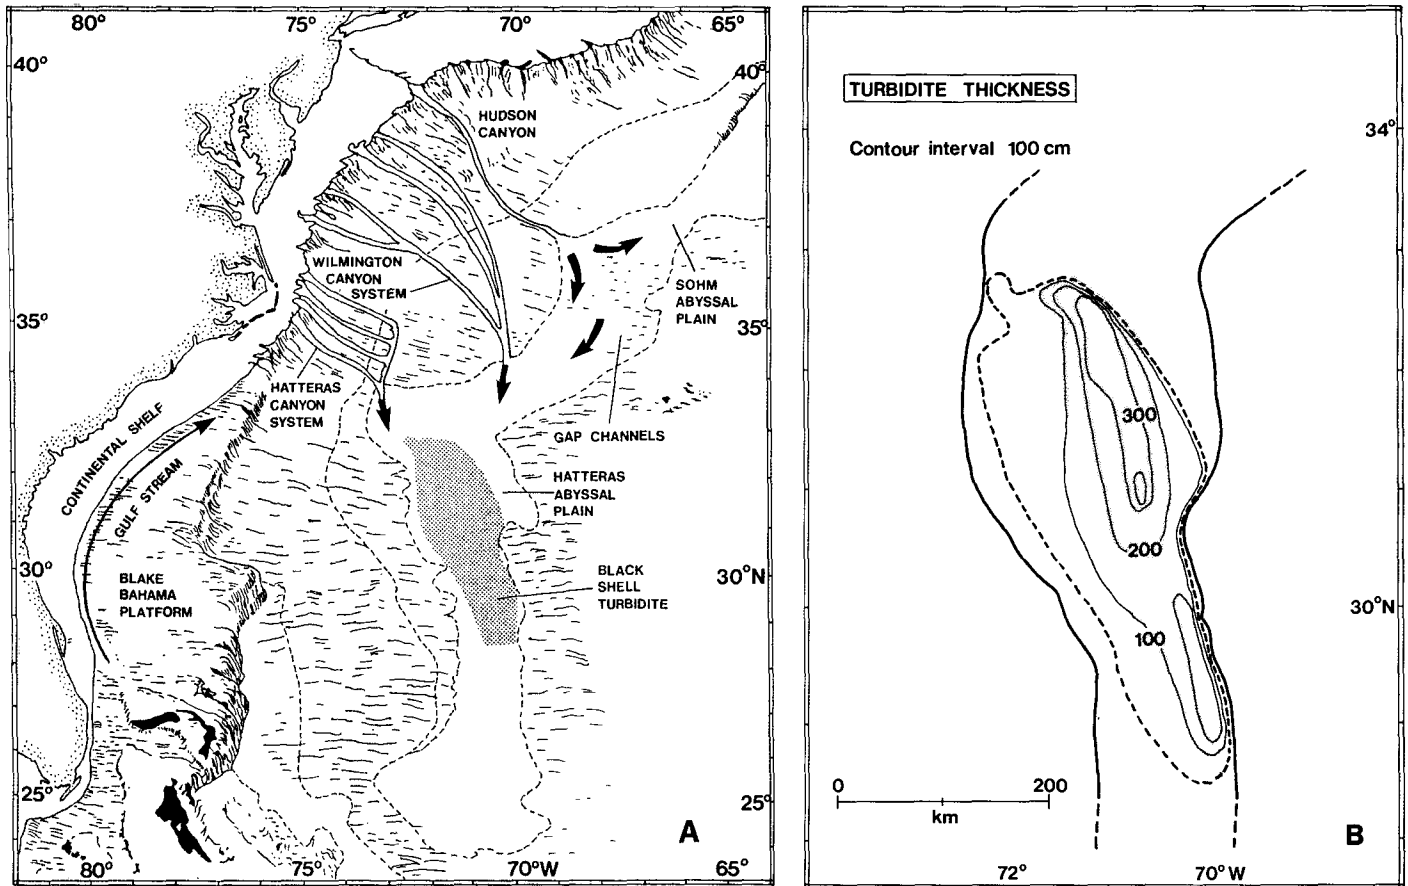 80°
75°
70°
65°
40°
40°
HUDSON
CANYON
WILMINGTON
CANYON
SYSTEM
SOHM
ABYSSAL
PLAIN
35°
35°
HATTERAS
CANYON
SYSTEM
CONTINENTAL SHELF
GULF STREAM
GAP CHANNELS
HATTERAS
ABYSSAL
PLAIN
30°
30°N
BLAKE
BAHAMA
PLATFORM
BLACK
SHELL
TURBIDITE
25°
25°
A
80°
75°
70°W
65°
TURBIDITE THICKNESS
Contour interval 100 cm
34°
300
200
30°N
100
0
200
km
B
72°
70°W